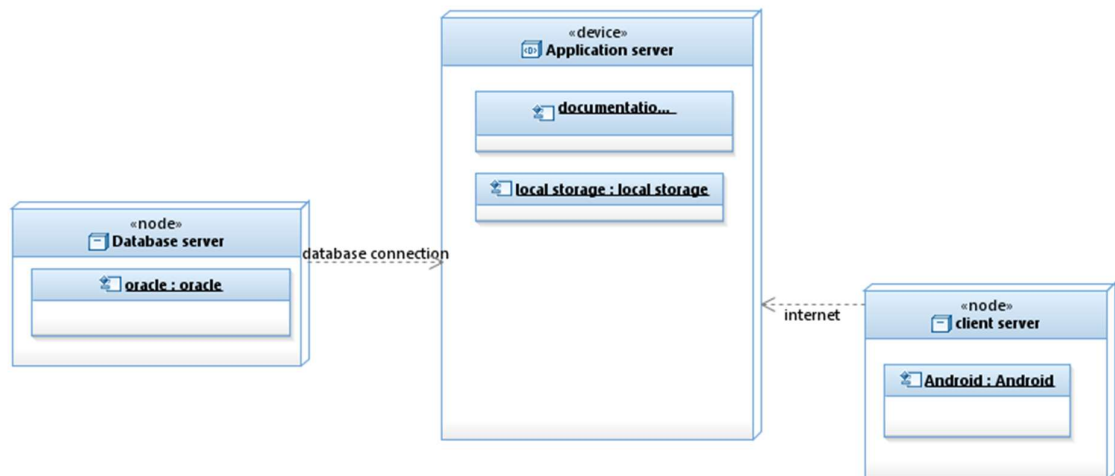 «device»
Application server
documentatio...
local storage : local storage
«node»
Database server
oracle : oracle
database connection
internet
«node»
client server
Android : Android